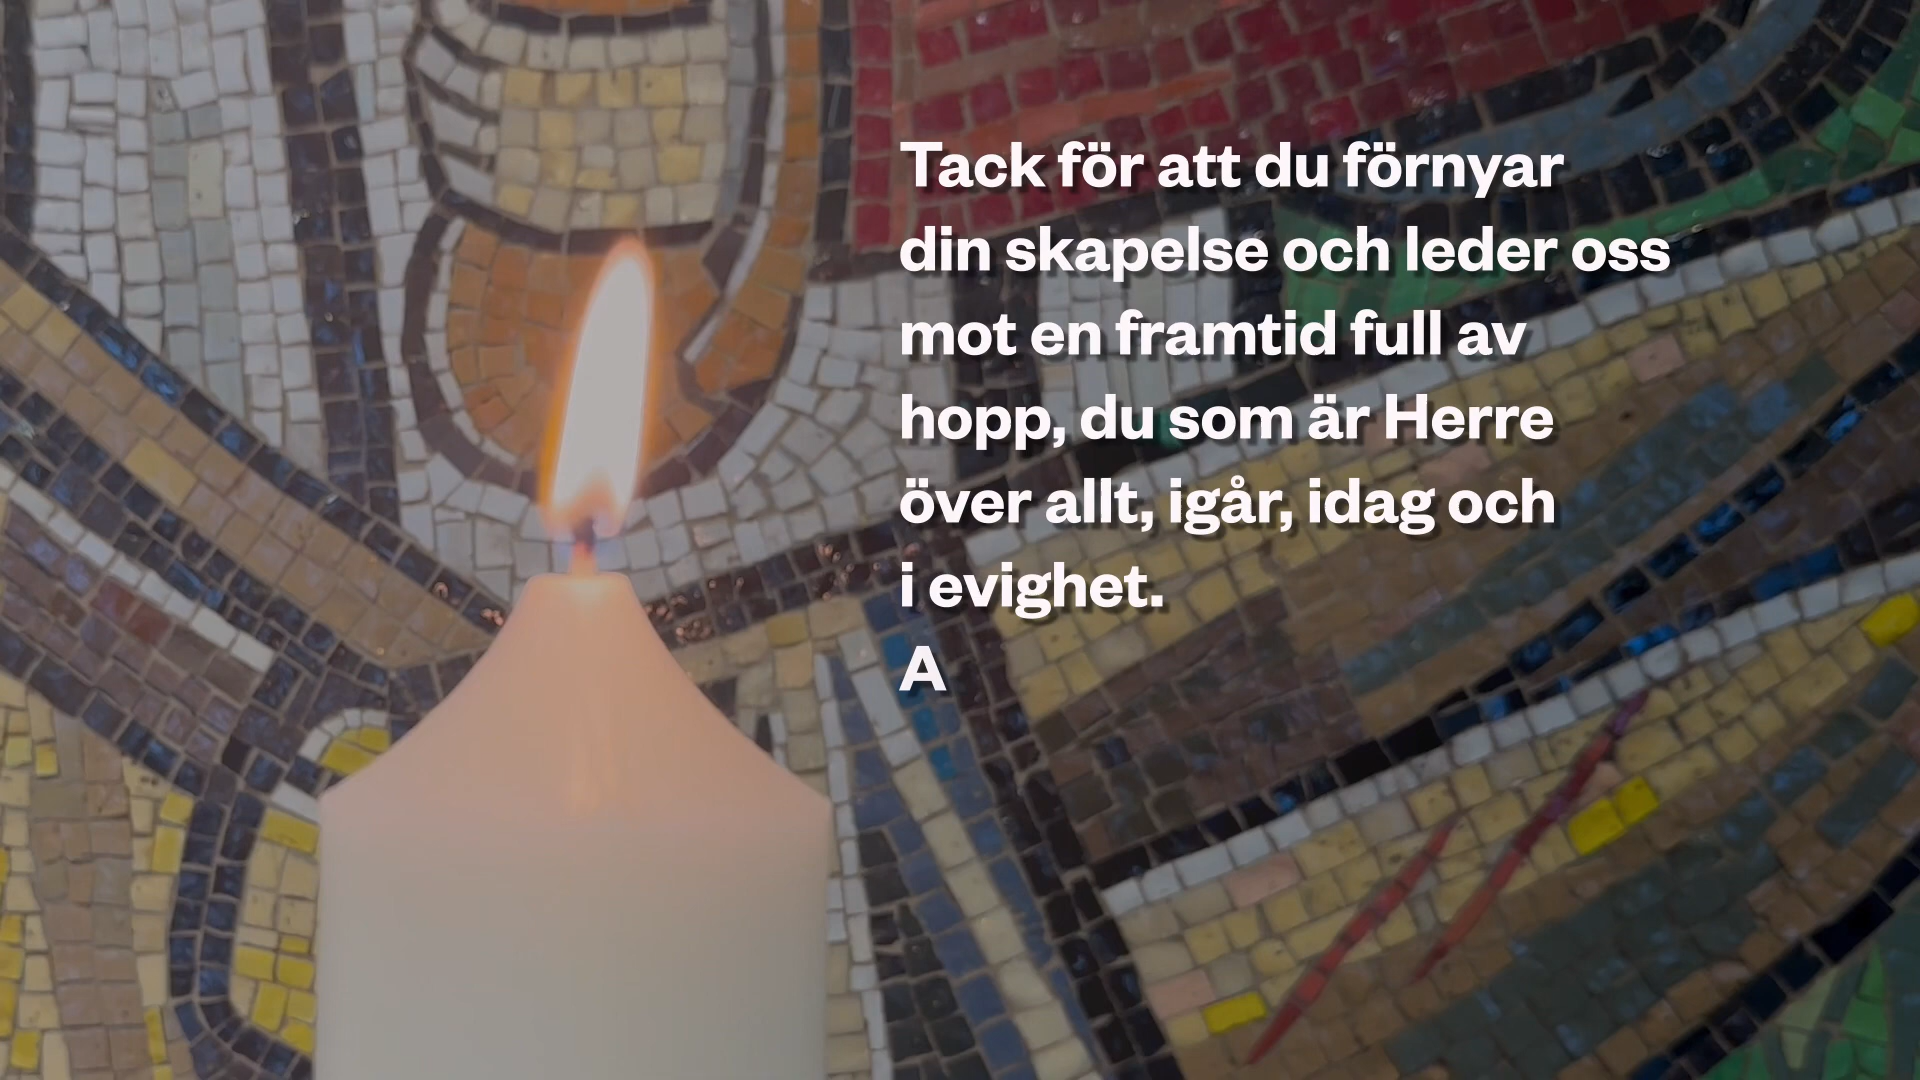 Tack för att du förnyar
din skapelse och leder oss
mot en framtid full av
hopp, du som är Herre
över allt, igår, idag och
i evighet.
A